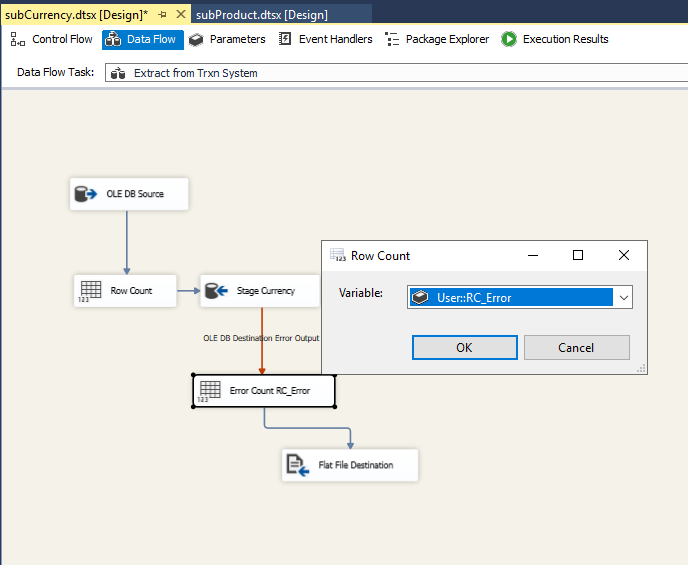 subCurrency.dtsx [Design]* subProduct.dtsx [Design]
Control Flow Data Flow Parameters Event Handlers Package Explorer Execution Results
Data Flow Task: Extract from Trxn System
OLE DB Source
Row Count
Variable: User::RC_Error
OK Cancel
123 Row Count Stage Currency
OLE DB Destination Error Output
123 Error Count RC_Error
Flat File Destination